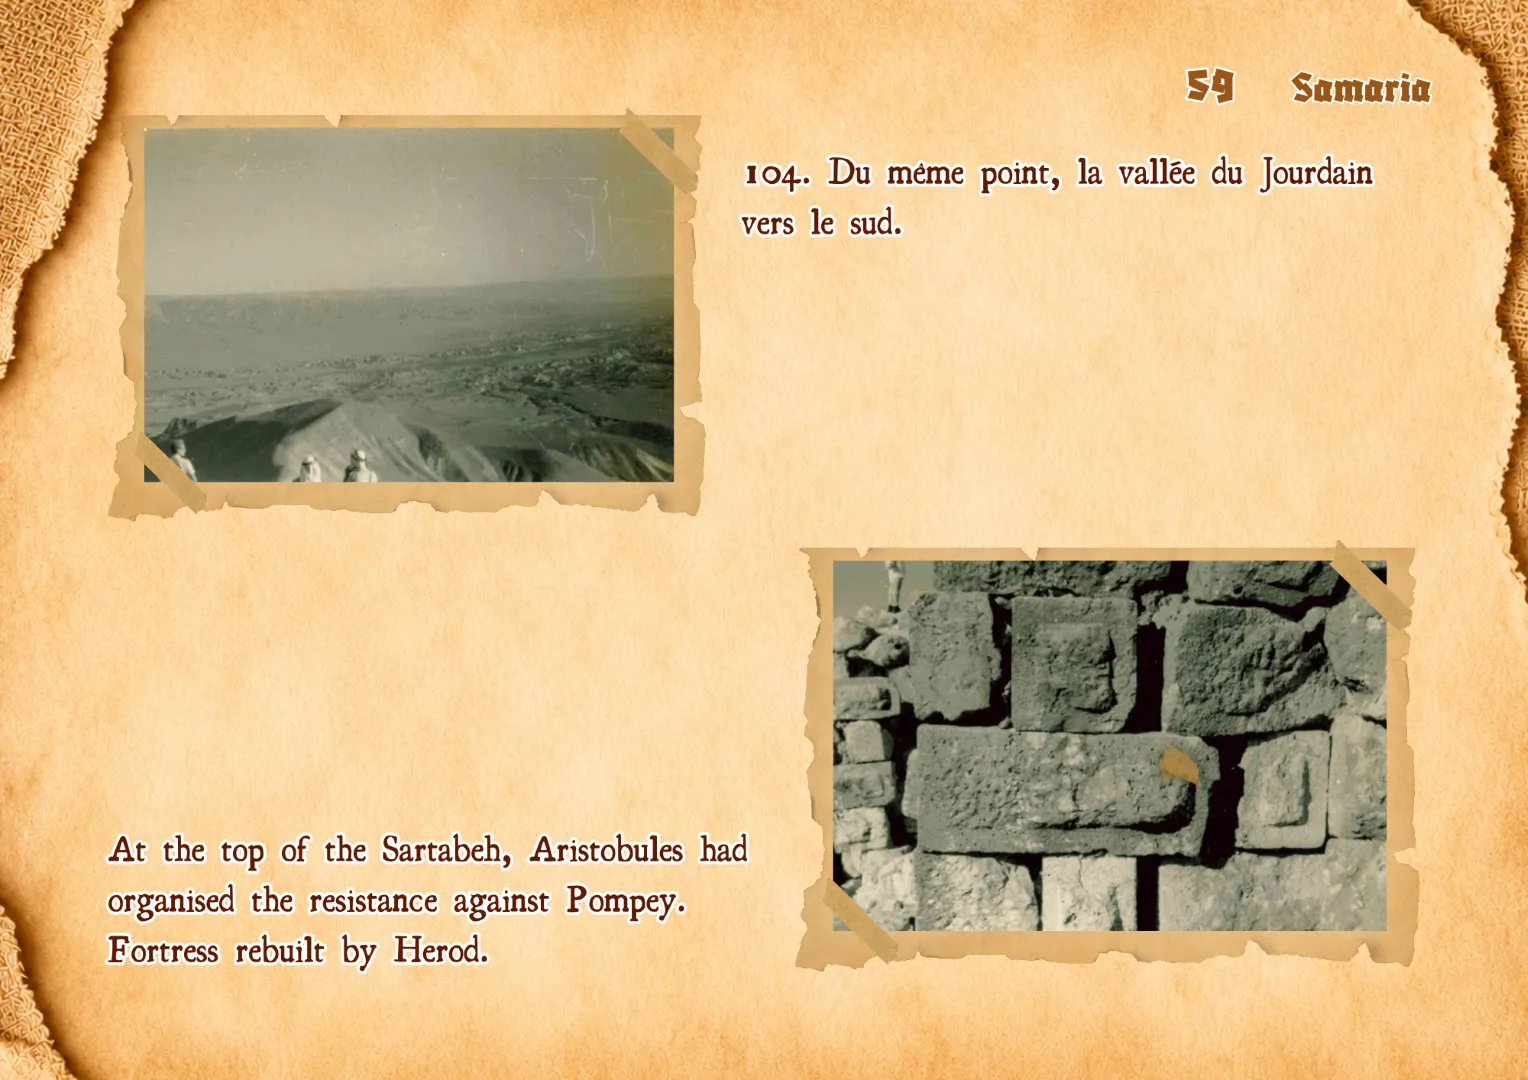 59 Samaria
104. Du même point, la vallée du Jourdain
vers le sud.
At the top of the Sartabeh, Aristobules had
organised the resistance against Pompey.
Fortress rebuilt by Herod.